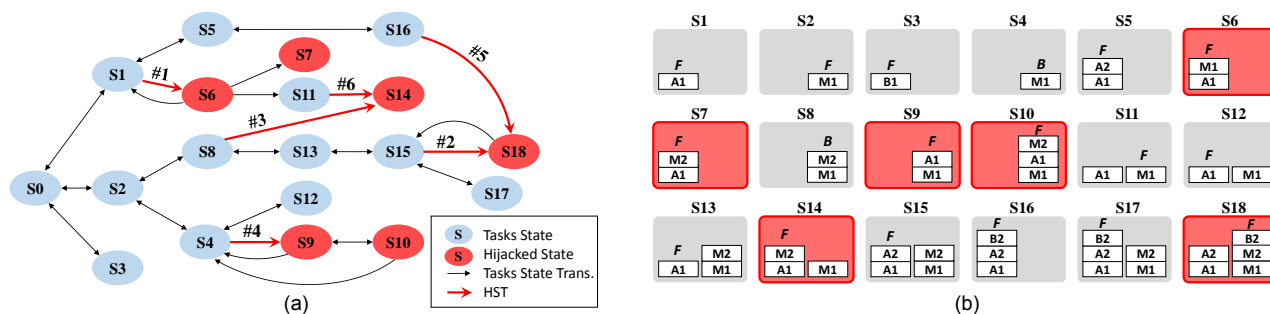 S5
S16
#5
S1
#1
S7
S6
#6
S11
S14
#3
S8
S13
S15
#2
S18
S0
S2
S12
S17
S4
#4
S9
S10
S3
S Tasks State
S Hijacked State
Tasks State Trans.
HST
(a)
S1 S2 S3 S4 S5 S6
F
A1
F
M1
F
B1
B
M1
F
A2
A1
F
M1
A1
S7 S8 S9 S10 S11 S12
F
M2
A1
B
M2
M1
F
A1
M1
F
M2
A1
M1
F
A1 M1
F
A1 M1
S13 S14 S15 S16 S17 S18
F
M2
A1 M1
F
M2
A1 M1
F
A2 M2
A1 M1
F
B2
A2
A1
F
B2
A2 M2
A1 M1
F
B2
A2 M2
A1 M1
(b)